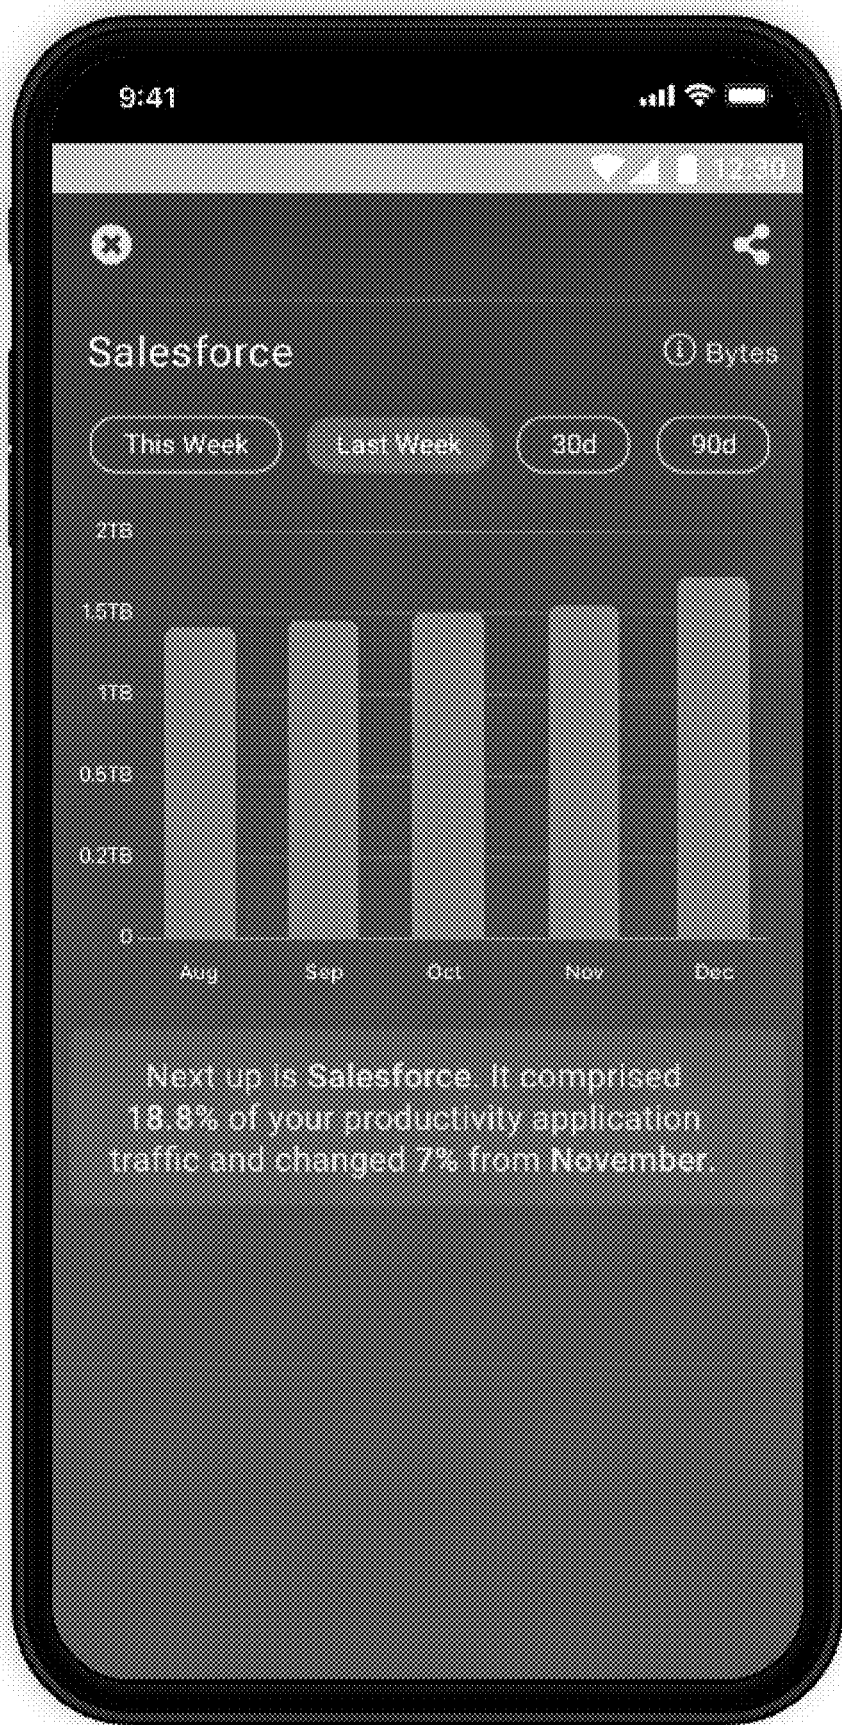 9:41
12:30
Salesforce
Bytes
This Week
Last Week
30d
90d
2TB
1.5TB
1TB
0.5TB
0.2TB
0
Aug
Sep
Oct
Nov
Dec
Next up is Salesforce. It comprised
18.8% of your productivity application
traffic and changed 7% from November.